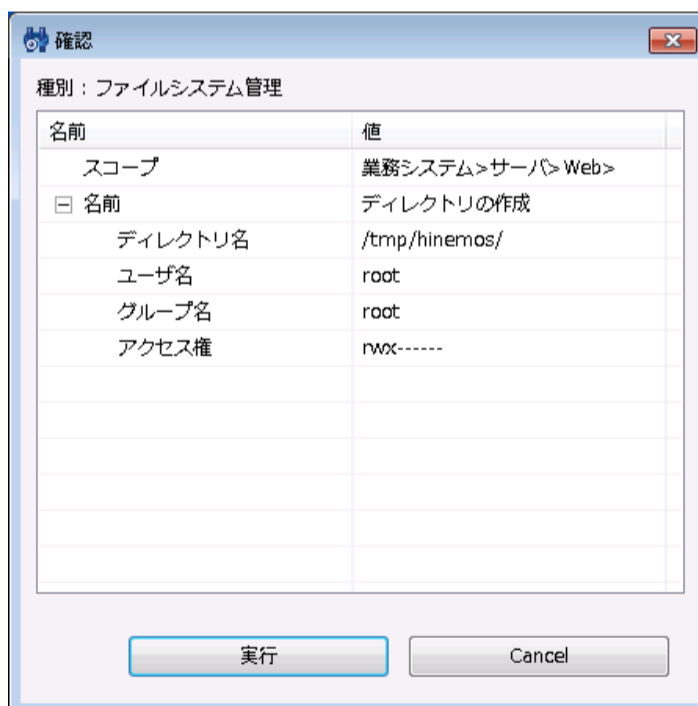 確認
種別：ファイルシステム管理
名前 値
スコープ 業務システム>サーバ>Web>
名前 ディレクトリの作成
ディレクトリ名 /tmp/hinemos/
ユーザ名 root
グループ名 root
アクセス権 rwx------
実行 Cancel